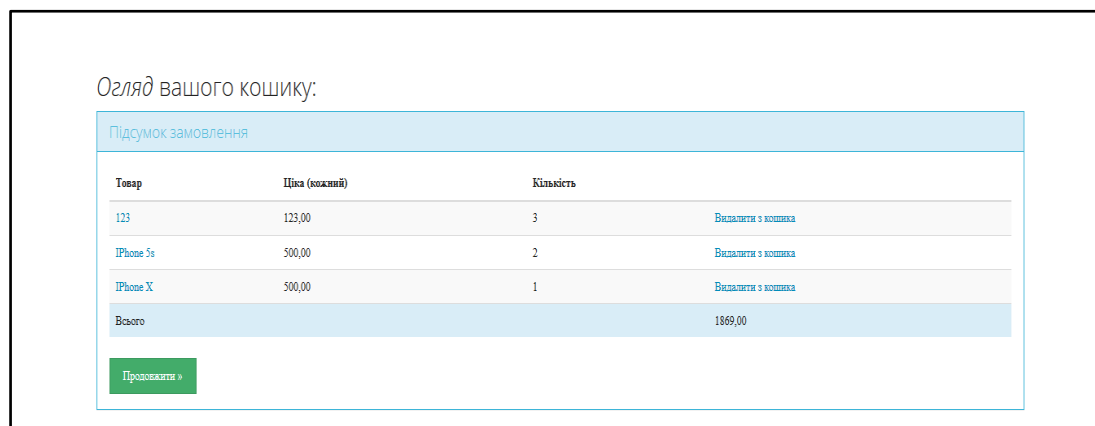 Огляд вашого кошику:
Підсумок замовлення
Товар Ціка (кожний) Кількість
123 123,00 3 Видалити з кошика
IPhone 5s 500,00 2 Видалити з кошика
IPhone X 500,00 1 Видалити з кошика
Всього 1869,00
Продовжити »